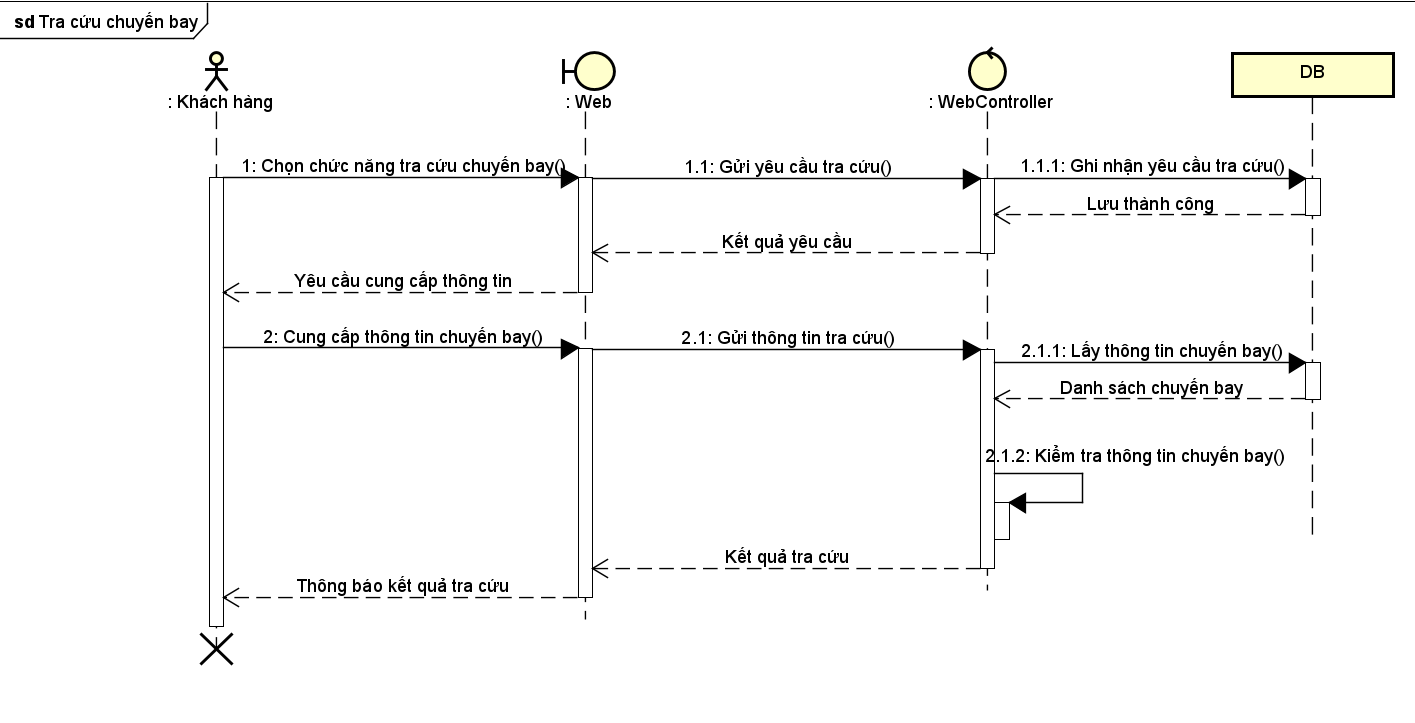 sd Tra cứu chuyến bay
: Khách hàng
: Web
: WebController
DB
1: Chọn chức năng tra cứu chuyến bay()
1.1: Gửi yêu cầu tra cứu()
1.1.1: Ghi nhận yêu cầu tra cứu()
Lưu thành công
Kết quả yêu cầu
Yêu cầu cung cấp thông tin
2: Cung cấp thông tin chuyến bay()
2.1: Gửi thông tin tra cứu()
2.1.1: Lấy thông tin chuyến bay()
Danh sách chuyến bay
2.1.2: Kiểm tra thông tin chuyến bay()
Kết quả tra cứu
Thông báo kết quả tra cứu